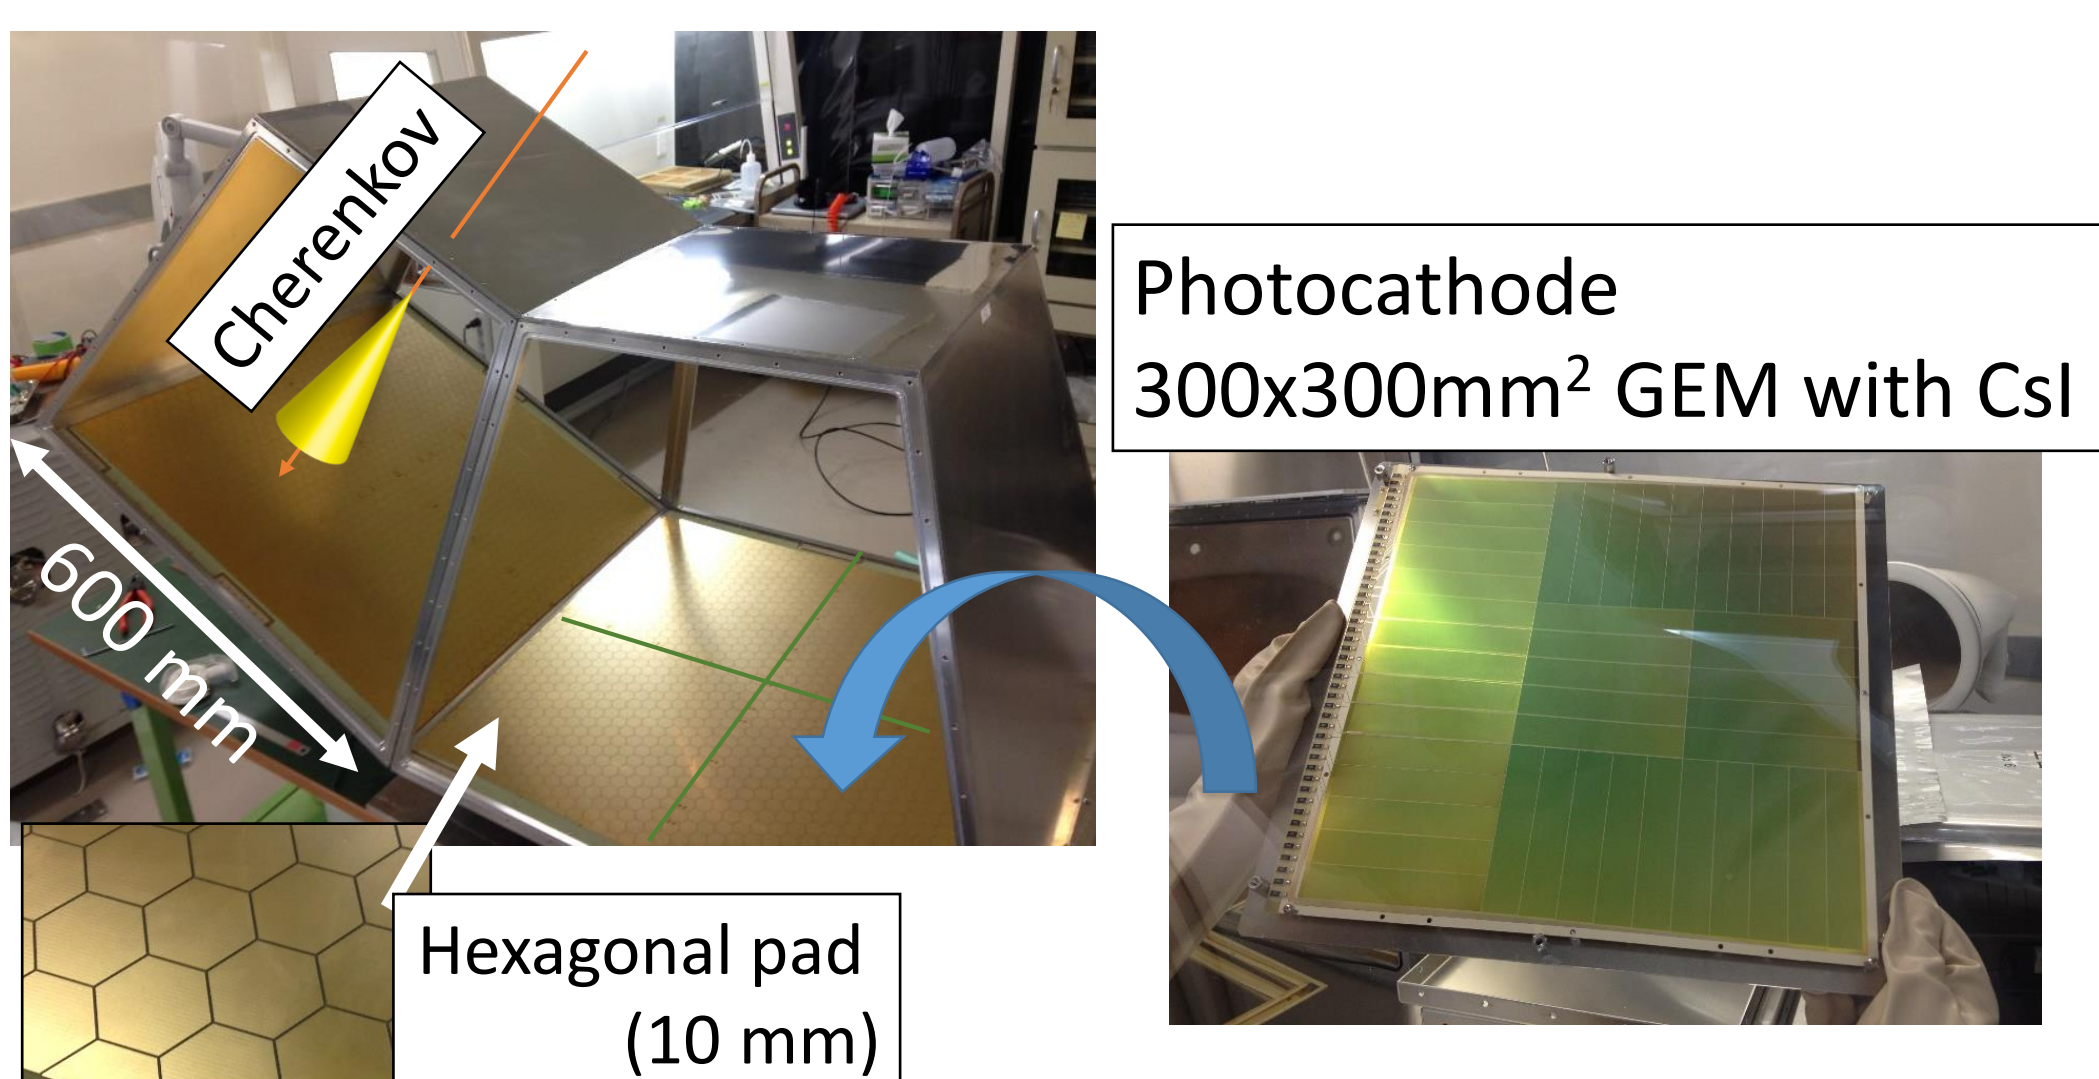 Cherenkov
600 mm
Photocathode
300x300mm² GEM with CsI
Hexagonal pad
(10 mm)